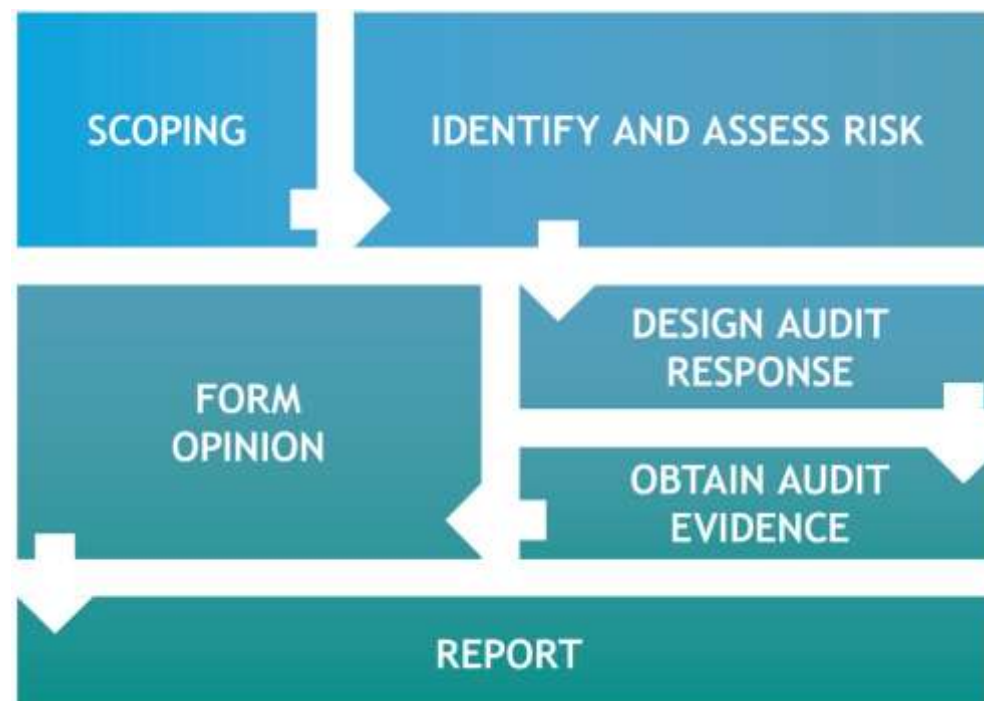 SCOPING
IDENTIFY AND ASSESS RISK
DESIGN AUDIT
RESPONSE
OBTAIN AUDIT
EVIDENCE
FORM
OPINION
REPORT